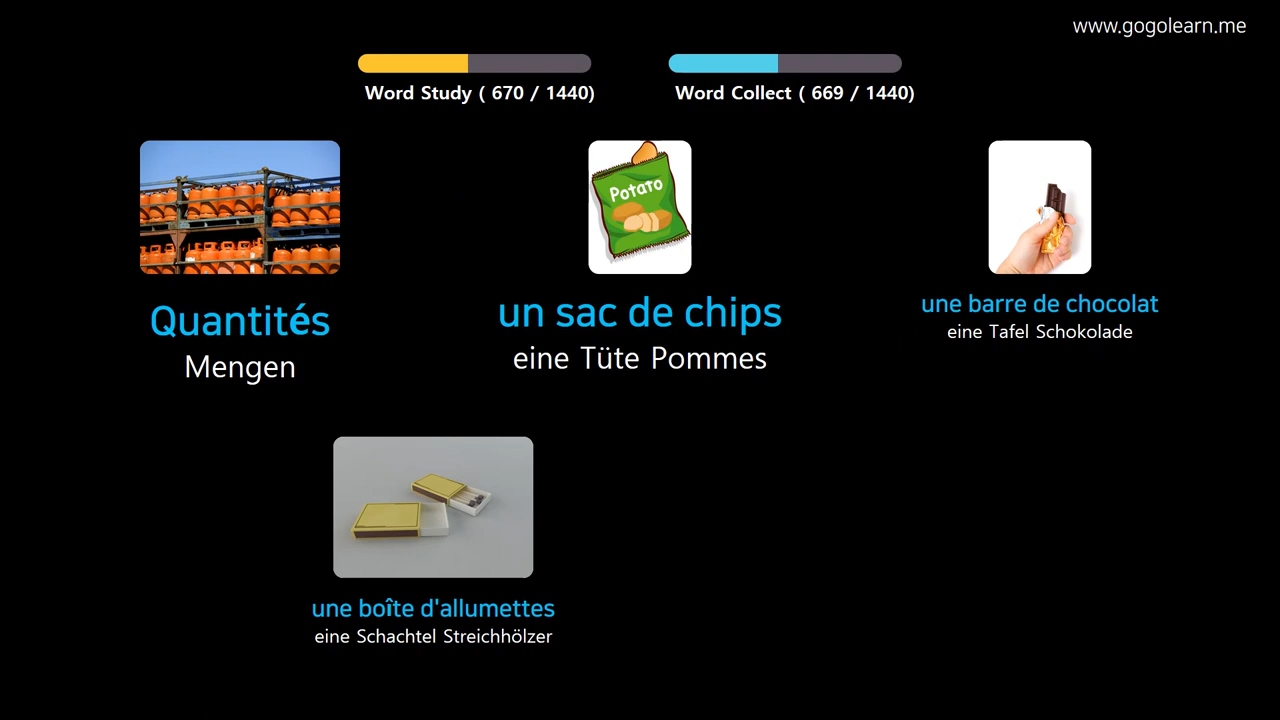 www.gogolearn.me
Word Study ( 670 / 1440)
Word Collect ( 669 / 1440)
Potato
Quantités
Mengen
un sac de chips
eine Tüte Pommes
une barre de chocolat
eine Tafel Schokolade
une boîte d'allumettes
eine Schachtel Streichhölzer